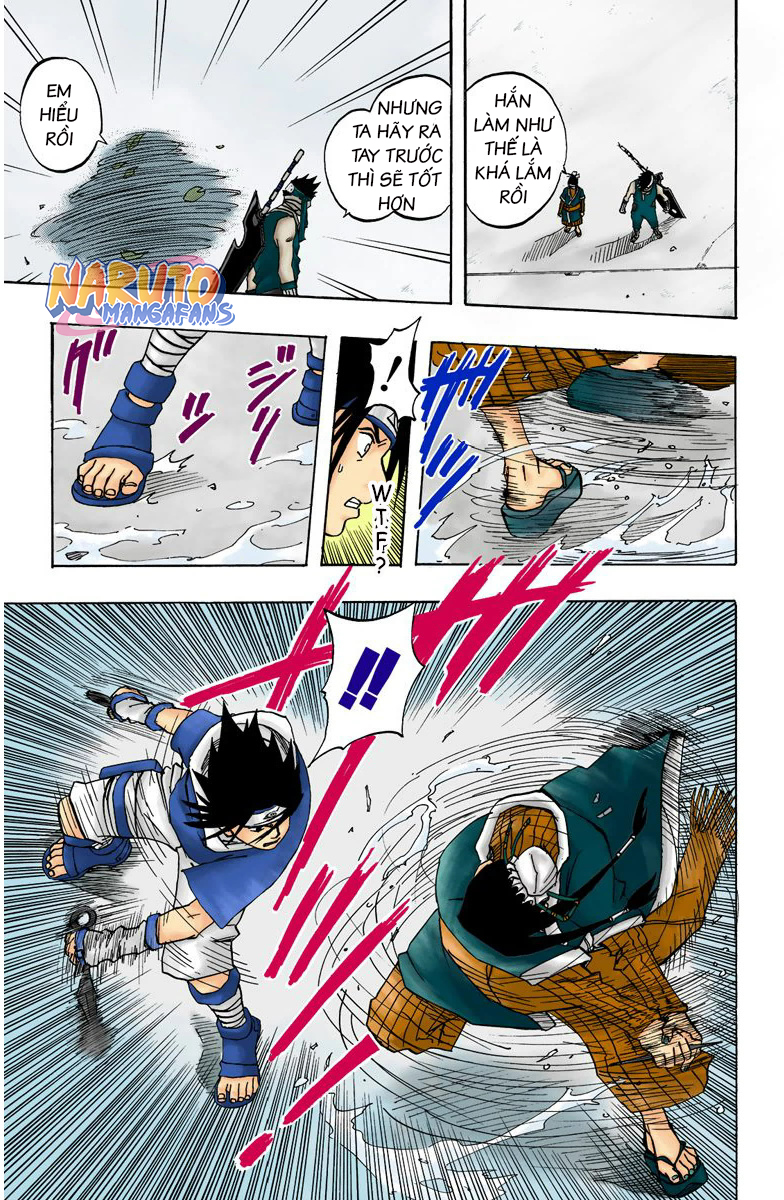 HẮN
LÀM NHƯ
THẾ LÀ
KHÁ LẮM
RỒI
NHƯNG
TA HÃY RA
TAY TRƯỚC
THÌ SẼ TỐT
HƠN
EM
HIỂU
RỒI
NARUTO
MANGAFANS
!
WTF?
!!